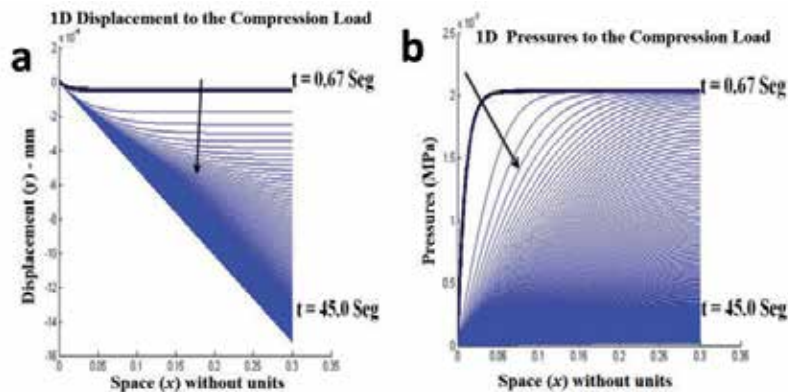 a
1D Displacement to the Compression Load
t = 0,67 Seg
t = 45.0 Seg
Displacement (y) - mm
2
0
-2
-4
-6
-8
-10
-12
-14
-16
0 0.05 0.1 0.15 0.2 0.25 0.3 0.35
Space (x) without units
b
1D Pressures to the Compression Load
t = 0,67 Seg
t = 45.0 Seg
Pressures (MPa)
2.5
2
1.5
1
0.5
0
0 0.05 0.1 0.15 0.2 0.25 0.3 0.35
Space (x) without units